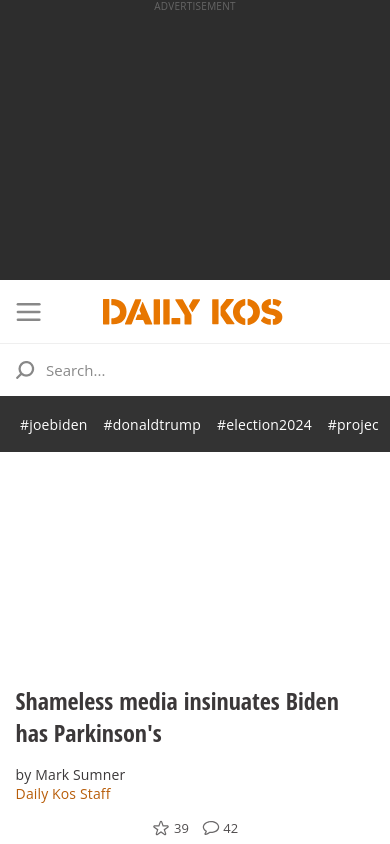 ADVERTISEMENT
DAILY KOS
Search...
#joebiden #donaldtrump #election2024 #projec
Shameless media insinuates Biden
has Parkinson's
by Mark Sumner
Daily Kos Staff
39 42